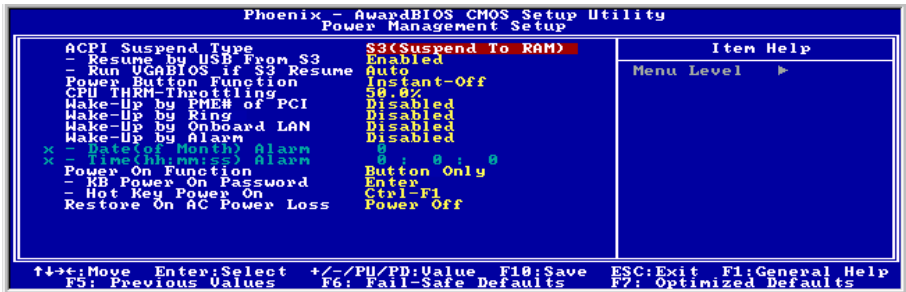 Phoenix - AwardBIOS CMOS Setup Utility
Power Management Setup
ACPI Suspend Type S3(Suspend To RAM)
- Resume by USB From S3 Enabled
- Run VGABIOS if S3 Resume Auto
Power Button Function Instant-Off
CPU THRM-Throttling 50.0%
Wake-Up by PME# of PCI Disabled
Wake-Up by Ring Disabled
Wake-Up by Onboard LAN Disabled
Wake-Up by Alarm Disabled
x - Date(of Month) Alarm 0
x - Time(hh:mm:ss) Alarm 0 : 0 : 0
Power On Function Button Only
- KB Power On Password Enter
- Hot Key Power On Ctrl-F1
Restore On AC Power Loss Power Off
Item Help
Menu Level ▶
↑↓→←:Move Enter:Select +/-/PU/PD:Value F10:Save ESC:Exit F1:General Help
F5: Previous Values F6: Fail-Safe Defaults F7: Optimized Defaults